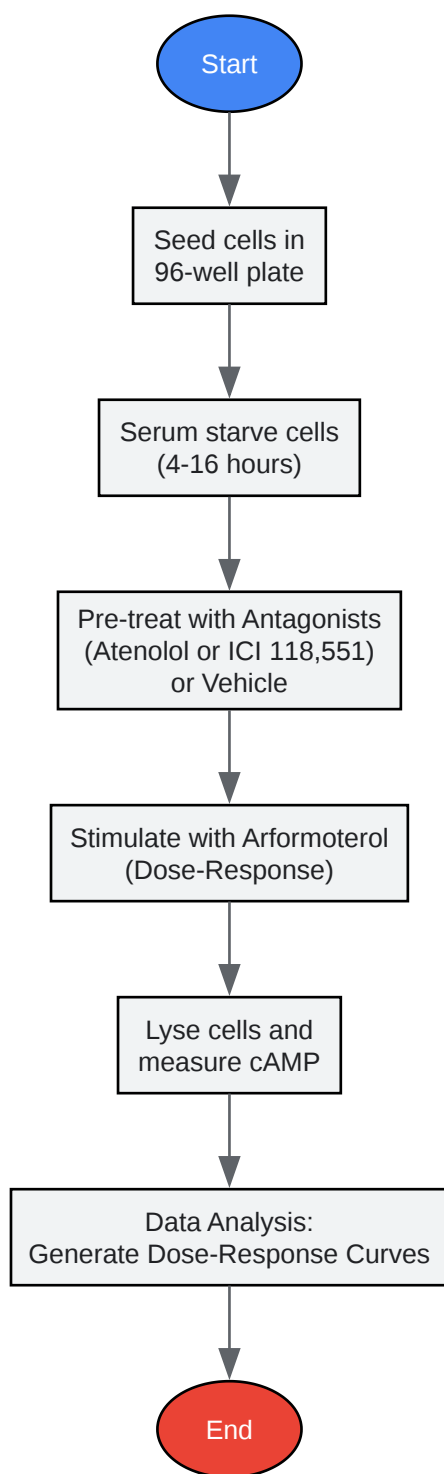 Start
Seed cells in
96-well plate
Serum starve cells
(4-16 hours)
Pre-treat with Antagonists
(Atenolol or ICI 118,551)
or Vehicle
Stimulate with Arformoterol
(Dose-Response)
Lyse cells and
measure cAMP
Data Analysis:
Generate Dose-Response Curves
End